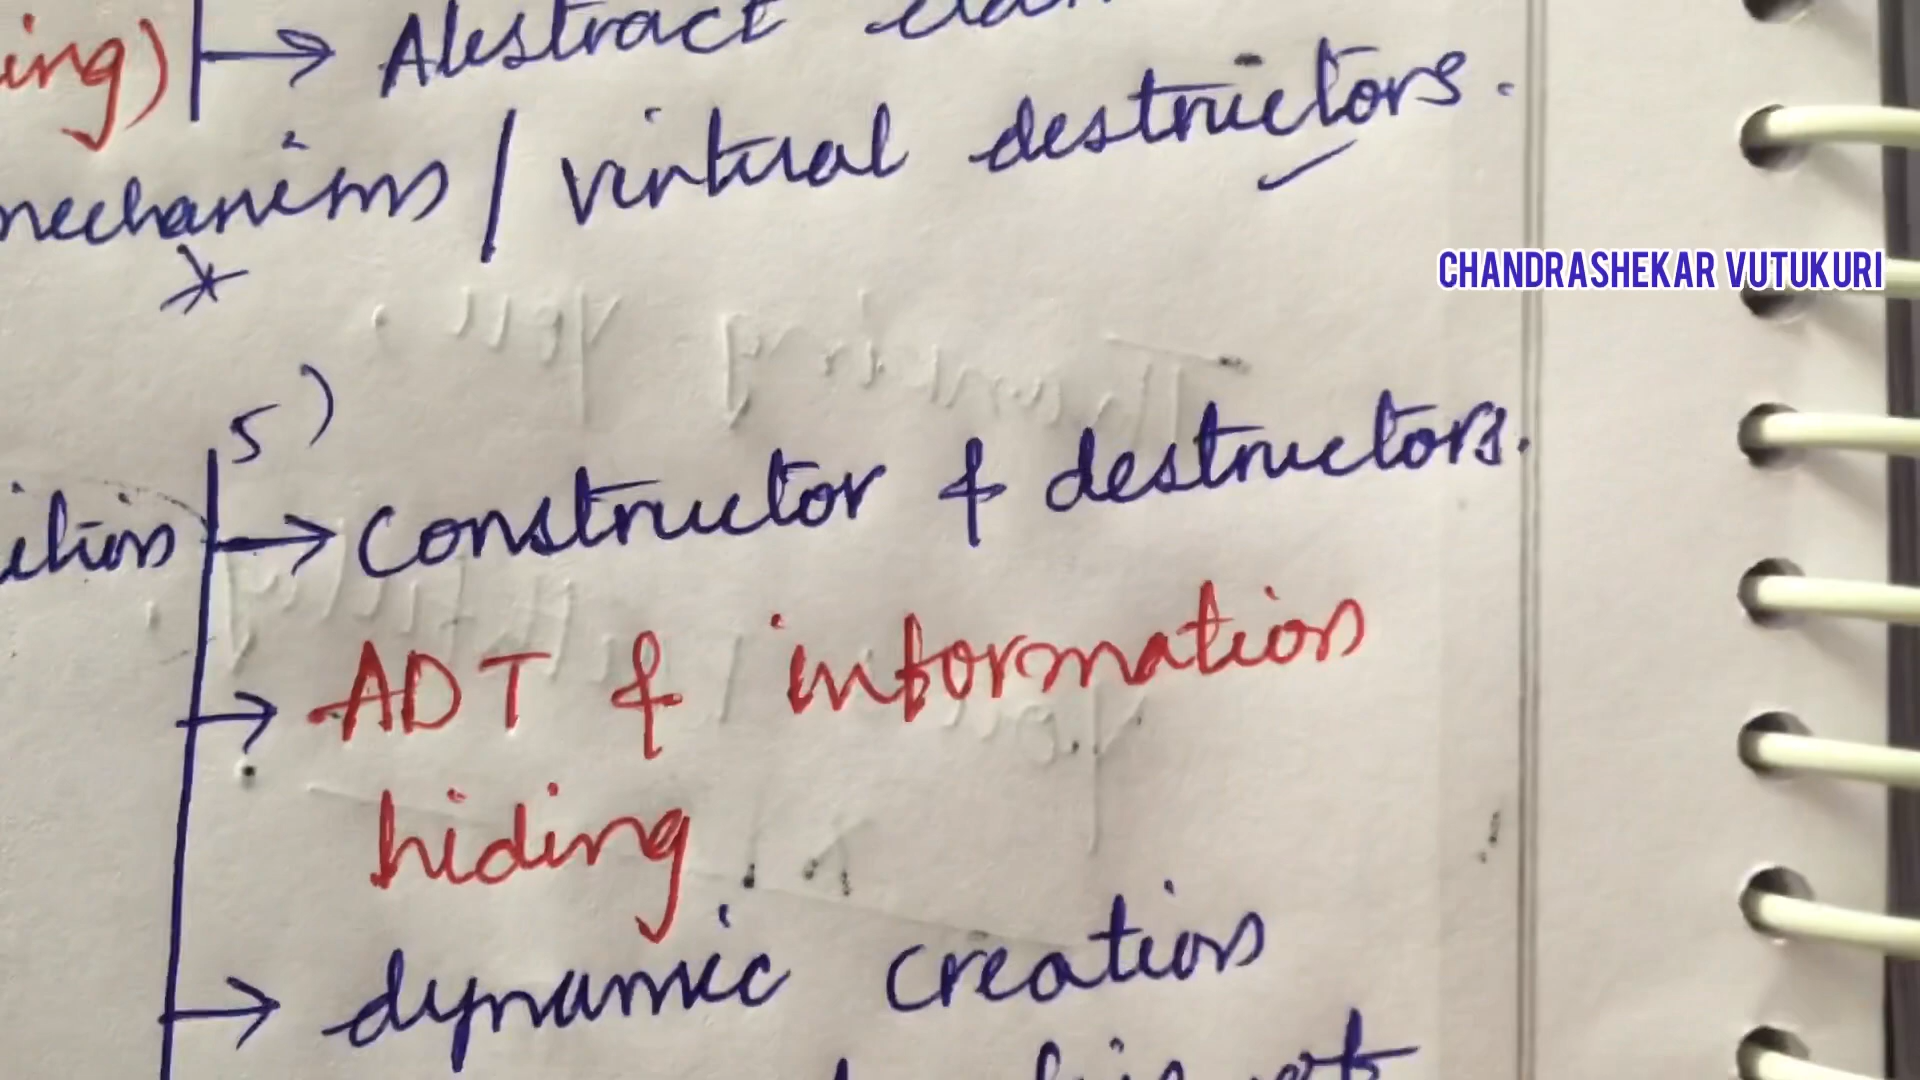 ing) → Abstract
mechanisms / virtual destructors.
CHANDRASHEKAR VUTUKURI
5)
→ constructor & destructors.
→ ADT & information
hiding
→ dynamic creation